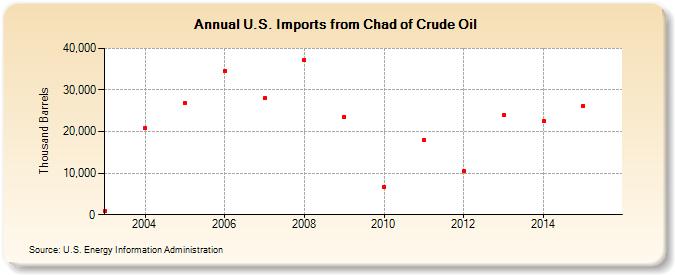 Annual U.S. Imports from Chad of Crude Oil
Thousand Barrels
40,000
30,000
20,000
10,000
0
2004 2006 2008 2010 2012 2014
Source: U.S. Energy Information Administration